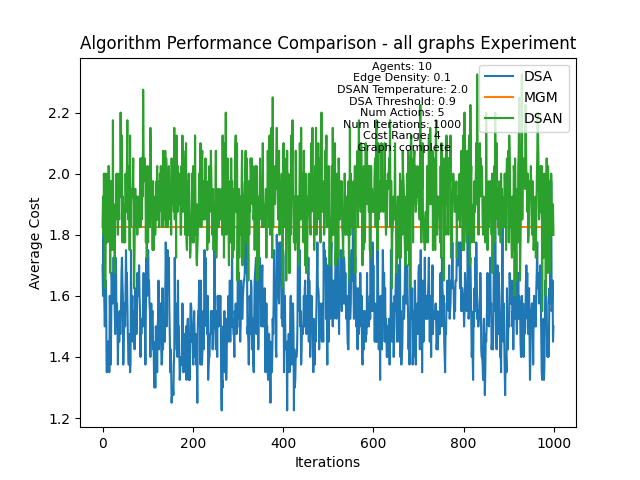 Algorithm Performance Comparison - all graphs Experiment
Agents: 10
Edge Density: 0.1
DSAN Temperature: 2.0
DSA Threshold: 0.9
Num Actions: 5
Num Iterations: 1000
Cost Range: 4
Graph: complete
DSA
MGM
DSAN
Average Cost
2.2
2.0
1.8
1.6
1.4
1.2
0
200
400
600
800
1000
Iterations